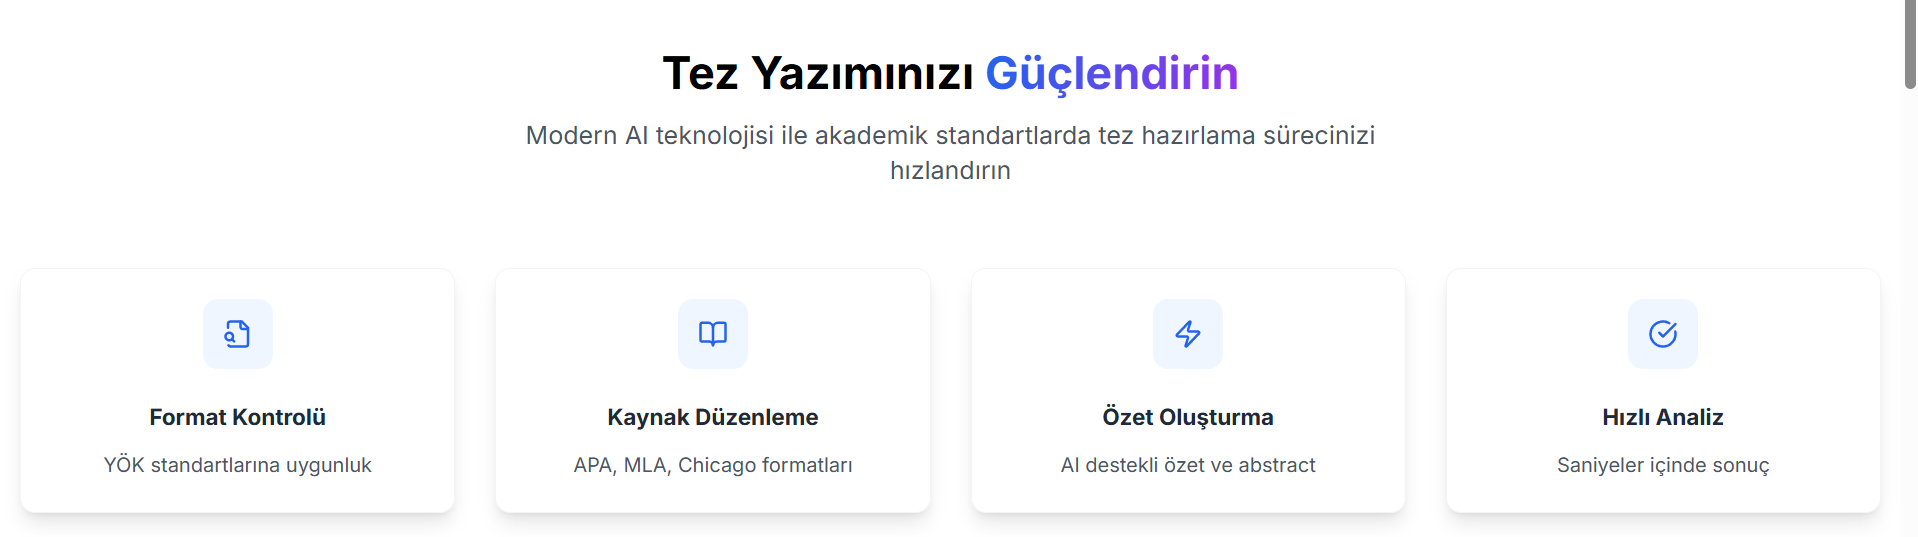 Tez Yazımınızı Güçlendirin
Modern AI teknolojisi ile akademik standartlarda tez hazırlama sürecinizi
hızlandırın
Format Kontrolü
YÖK standartlarına uygunluk
Kaynak Düzenleme
APA, MLA, Chicago formatları
Özet Oluşturma
AI destekli özet ve abstract
Hızlı Analiz
Saniyeler içinde sonuç